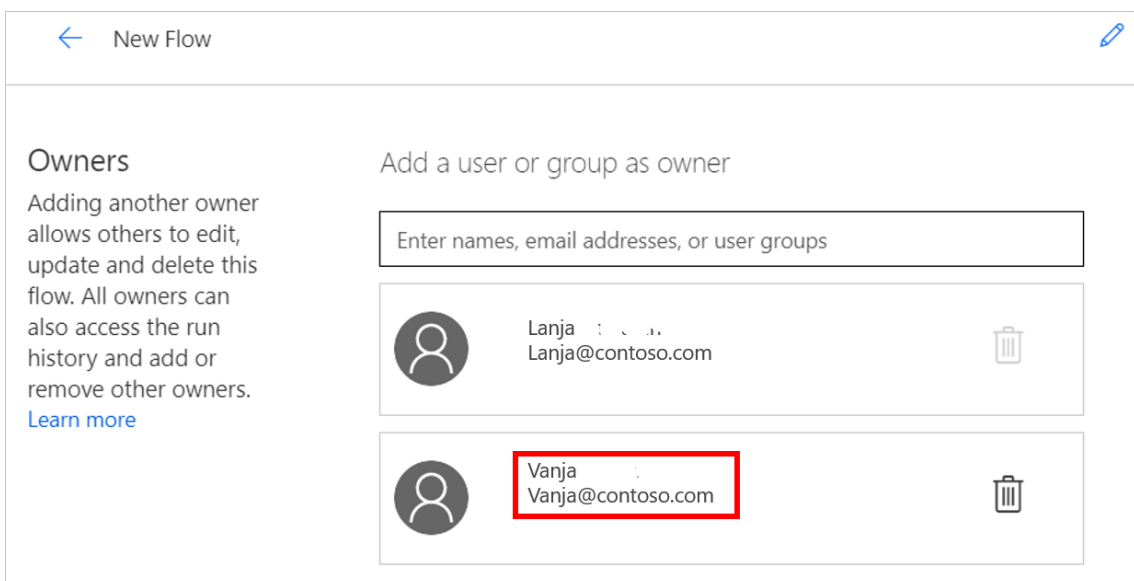 New Flow
Owners
Adding another owner
allows others to edit,
update and delete this
flow. All owners can
also access the run
history and add or
remove other owners.
Learn more
Add a user or group as owner
Enter names, email addresses, or user groups
Lanja
Lanja@contoso.com
Vanja
Vanja@contoso.com